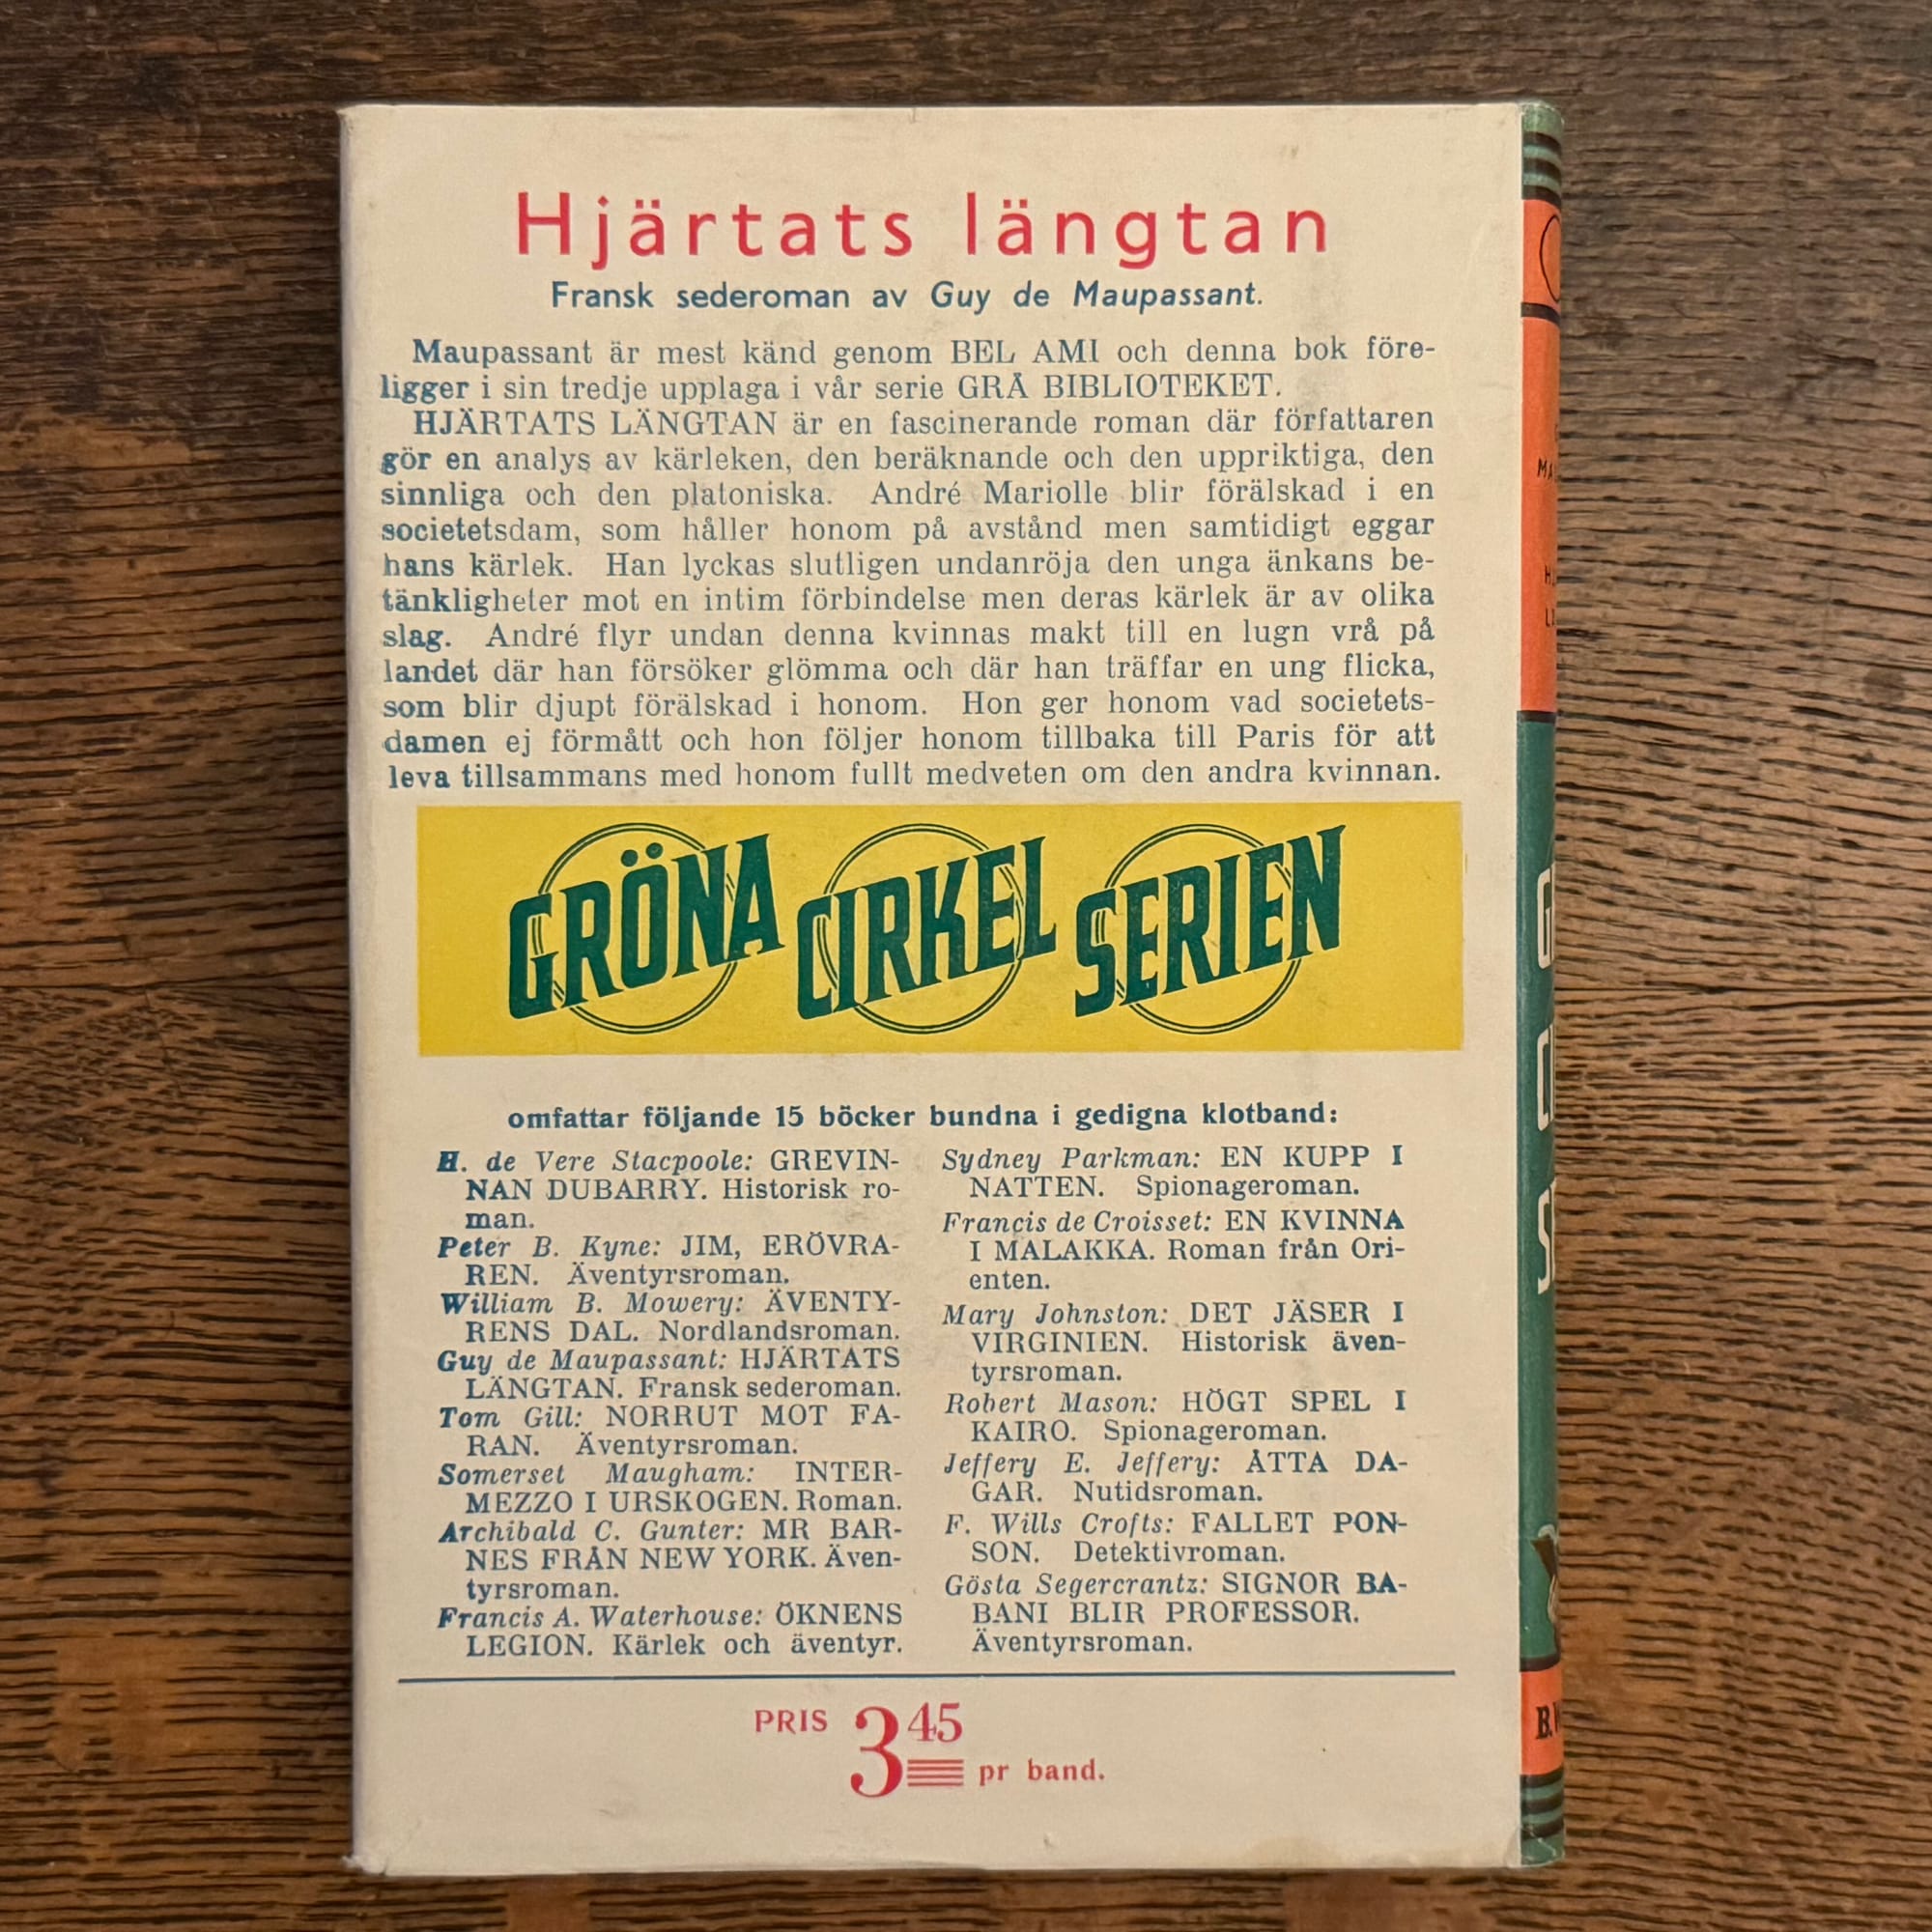 Hjärtats längtan
Fransk sederoman av Guy de Maupassant.
Maupassant är mest känd genom BEL AMI och denna bok före-
ligger i sin tredje upplaga i vår serie GRÅ BIBLIOTEKET.
HJÄRTATS LÄNGTAN är en fascinerande roman där författaren
gör en analys av kärleken, den beräknande och den uppriktiga, den
sinnliga och den platoniska. André Mariolle blir förälskad i en
societetsdam, som håller honom på avstånd men samtidigt eggar
hans kärlek. Han lyckas slutligen undanröja den unga änkans be-
tänkligheter mot en intim förbindelse men deras kärlek är av olika
slag. André flyr undan denna kvinnas makt till en lugn vrå på
landet där han försöker glömma och där han träffar en ung flicka,
som blir djupt förälskad i honom. Hon ger honom vad societets-
damen ej förmått och hon följer honom tillbaka till Paris för att
leva tillsammans med honom fullt medveten om den andra kvinnan.
GRÖNA CIRKEL SERIEN
omfattar följande 15 böcker bundna i gedigna klotband:
H. de Vere Stacpoole: GREVIN-
NAN DUBARRY. Historisk ro-
man.
Peter B. Kyne: JIM, ERÖVRA-
REN. Äventyrsroman.
William B. Mowery: ÄVENTY-
RENS DAL. Nordlandsroman.
Guy de Maupassant: HJÄRTATS
LÄNGTAN. Fransk sederoman.
Tom Gill: NORRUT MOT FA-
RAN. Äventyrsroman.
Somerset Maugham: INTER-
MEZZO I URSKOGEN. Roman.
Archibald C. Gunter: MR BAR-
NES FRÅN NEW YORK. Även-
tyrsroman.
Francis A. Waterhouse: ÖKNENS
LEGION. Kärlek och äventyr.
Sydney Parkman: EN KUPP I
NATTEN. Spionageroman.
Francis de Croisset: EN KVINNA
I MALAKKA. Roman från Ori-
enten.
Mary Johnston: DET JÄSER I
VIRGINIEN. Historisk även-
tyrsroman.
Robert Mason: HÖGT SPEL I
KAIRO. Spionageroman.
Jeffery E. Jeffery: ÅTTA DA-
GAR. Nutidsroman.
F. Wills Crofts: FALLET PON-
SON. Detektivroman.
Gösta Segercrantz: SIGNOR BA-
BANI BLIR PROFESSOR.
Äventyrsroman.
PRIS 3 45 pr band.